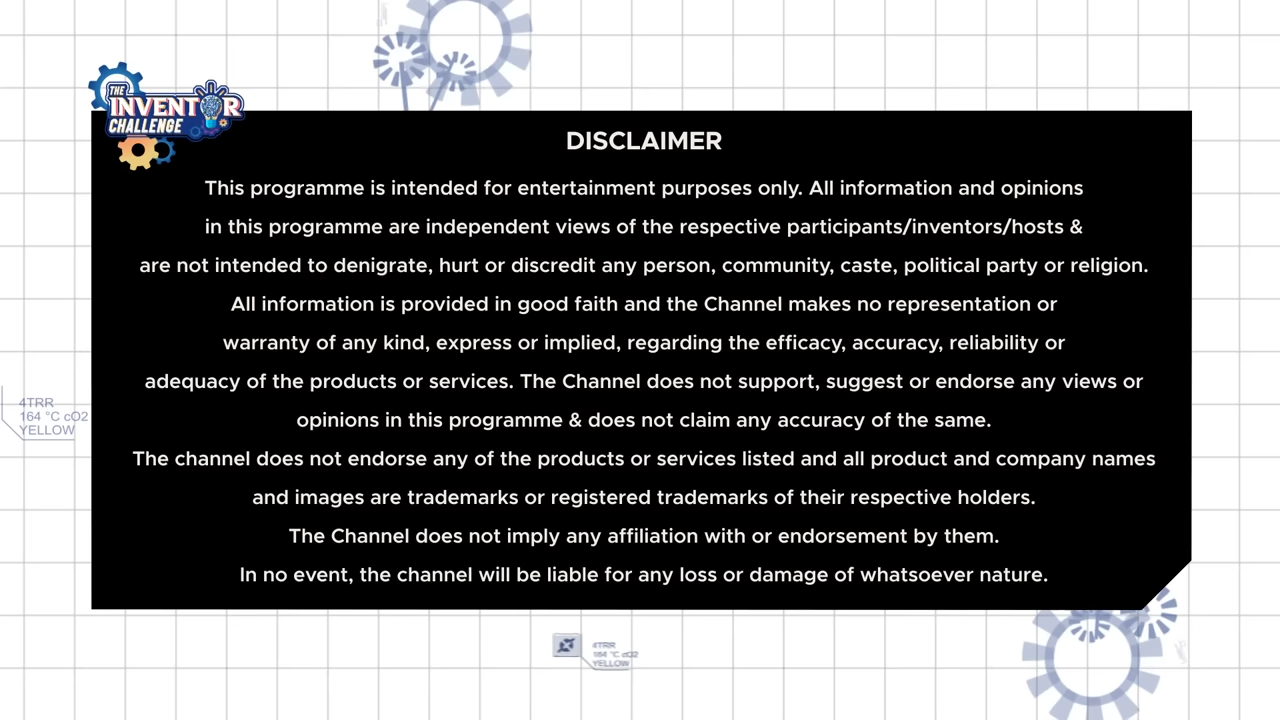 THE
INVENTOR
CHALLENGE
DISCLAIMER
This programme is intended for entertainment purposes only. All information and opinions
in this programme are independent views of the respective participants/inventors/hosts &
are not intended to denigrate, hurt or discredit any person, community, caste, political party or religion.
All information is provided in good faith and the Channel makes no representation or
warranty of any kind, express or implied, regarding the efficacy, accuracy, reliability or
adequacy of the products or services. The Channel does not support, suggest or endorse any views or
opinions in this programme & does not claim any accuracy of the same.
The channel does not endorse any of the products or services listed and all product and company names
and images are trademarks or registered trademarks of their respective holders.
The Channel does not imply any affiliation with or endorsement by them.
In no event, the channel will be liable for any loss or damage of whatsoever nature.
4TRR
164 °C cO2
YELLOW
4TRR
164 °C cO2
YELLOW